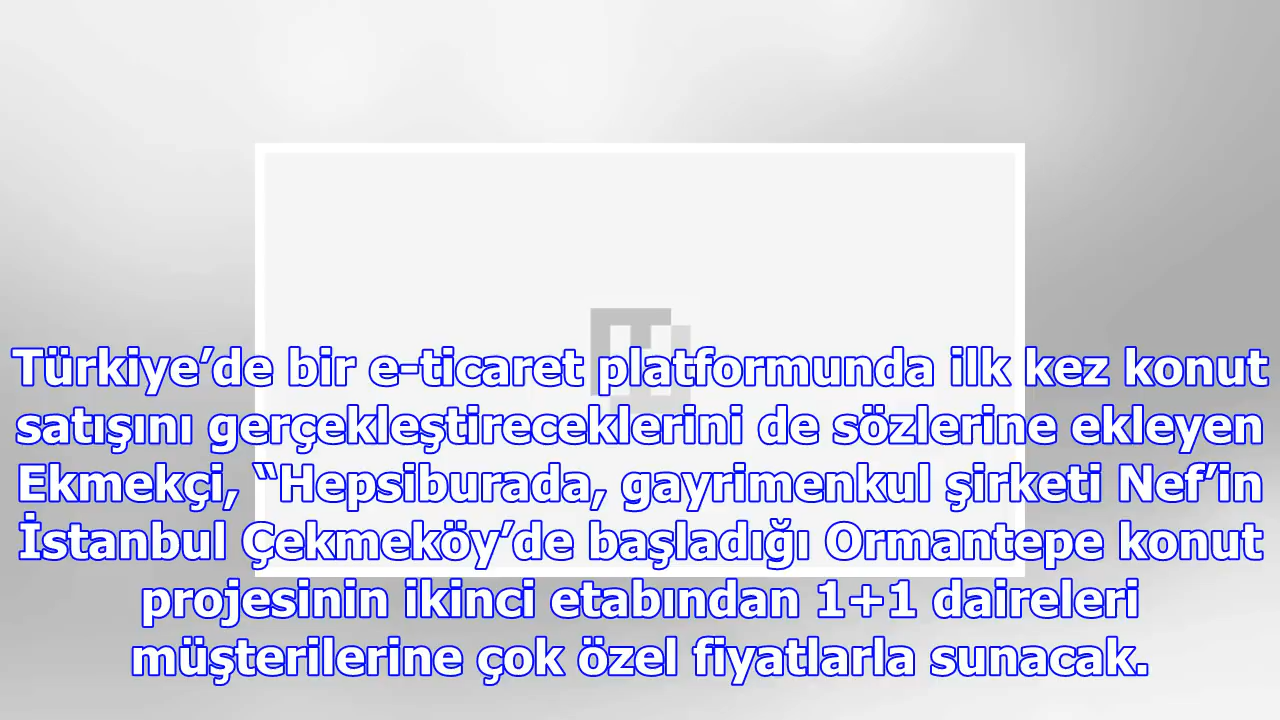 Türkiye’de bir e-ticaret platformunda ilk kez konut
satışını gerçekleştireceklerini de sözlerine ekleyen
Ekmekçi, “Hepsiburada, gayrimenkul şirketi Nef’in
İstanbul Çekmeköy’de başladığı Ormantepe konut
projesinin ikinci etabından 1+1 daireleri
müşterilerine çok özel fiyatlarla sunacak.